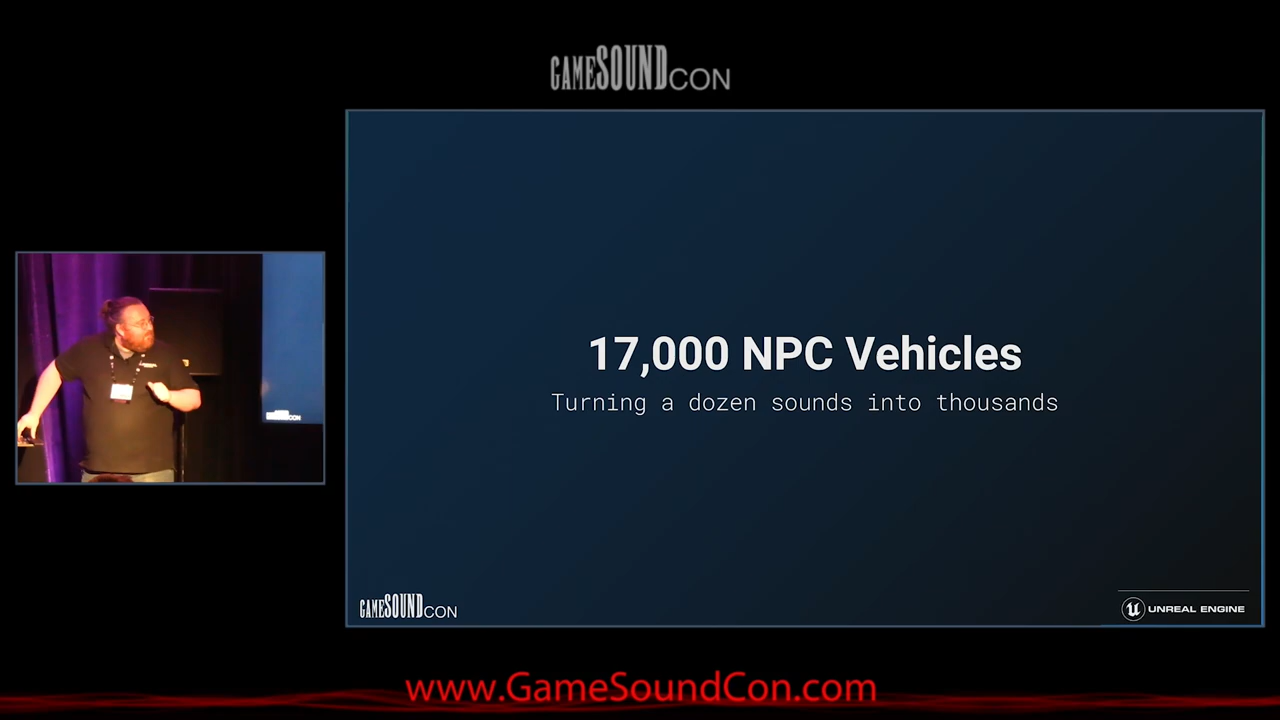 GAMESOUNDCON
17,000 NPC Vehicles
Turning a dozen sounds into thousands
GAMESOUNDCON
UNREAL ENGINE
www.GameSoundCon.com